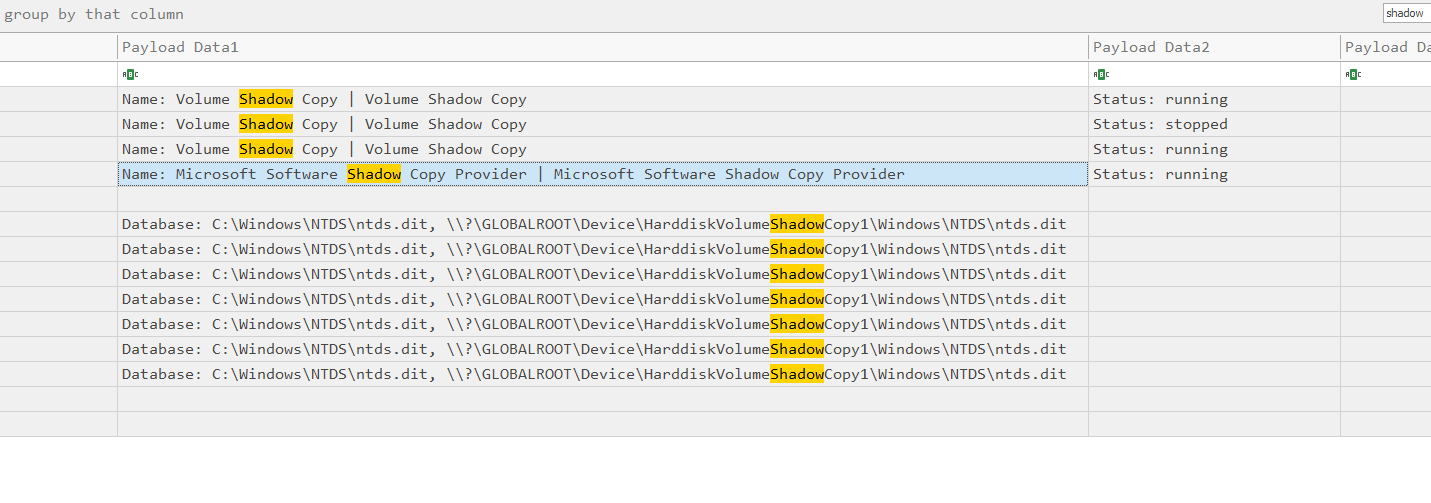 group by that column
shadow
Payload Data1 Payload Data2 Payload Da
ABC ABC ABC
Name: Volume Shadow Copy | Volume Shadow Copy Status: running
Name: Volume Shadow Copy | Volume Shadow Copy Status: stopped
Name: Volume Shadow Copy | Volume Shadow Copy Status: running
Name: Microsoft Software Shadow Copy Provider | Microsoft Software Shadow Copy Provider Status: running
Database: C:\Windows\NTDS\ntds.dit, \\?\GLOBALROOT\Device\HarddiskVolumeShadowCopy1\Windows\NTDS\ntds.dit
Database: C:\Windows\NTDS\ntds.dit, \\?\GLOBALROOT\Device\HarddiskVolumeShadowCopy1\Windows\NTDS\ntds.dit
Database: C:\Windows\NTDS\ntds.dit, \\?\GLOBALROOT\Device\HarddiskVolumeShadowCopy1\Windows\NTDS\ntds.dit
Database: C:\Windows\NTDS\ntds.dit, \\?\GLOBALROOT\Device\HarddiskVolumeShadowCopy1\Windows\NTDS\ntds.dit
Database: C:\Windows\NTDS\ntds.dit, \\?\GLOBALROOT\Device\HarddiskVolumeShadowCopy1\Windows\NTDS\ntds.dit
Database: C:\Windows\NTDS\ntds.dit, \\?\GLOBALROOT\Device\HarddiskVolumeShadowCopy1\Windows\NTDS\ntds.dit
Database: C:\Windows\NTDS\ntds.dit, \\?\GLOBALROOT\Device\HarddiskVolumeShadowCopy1\Windows\NTDS\ntds.dit